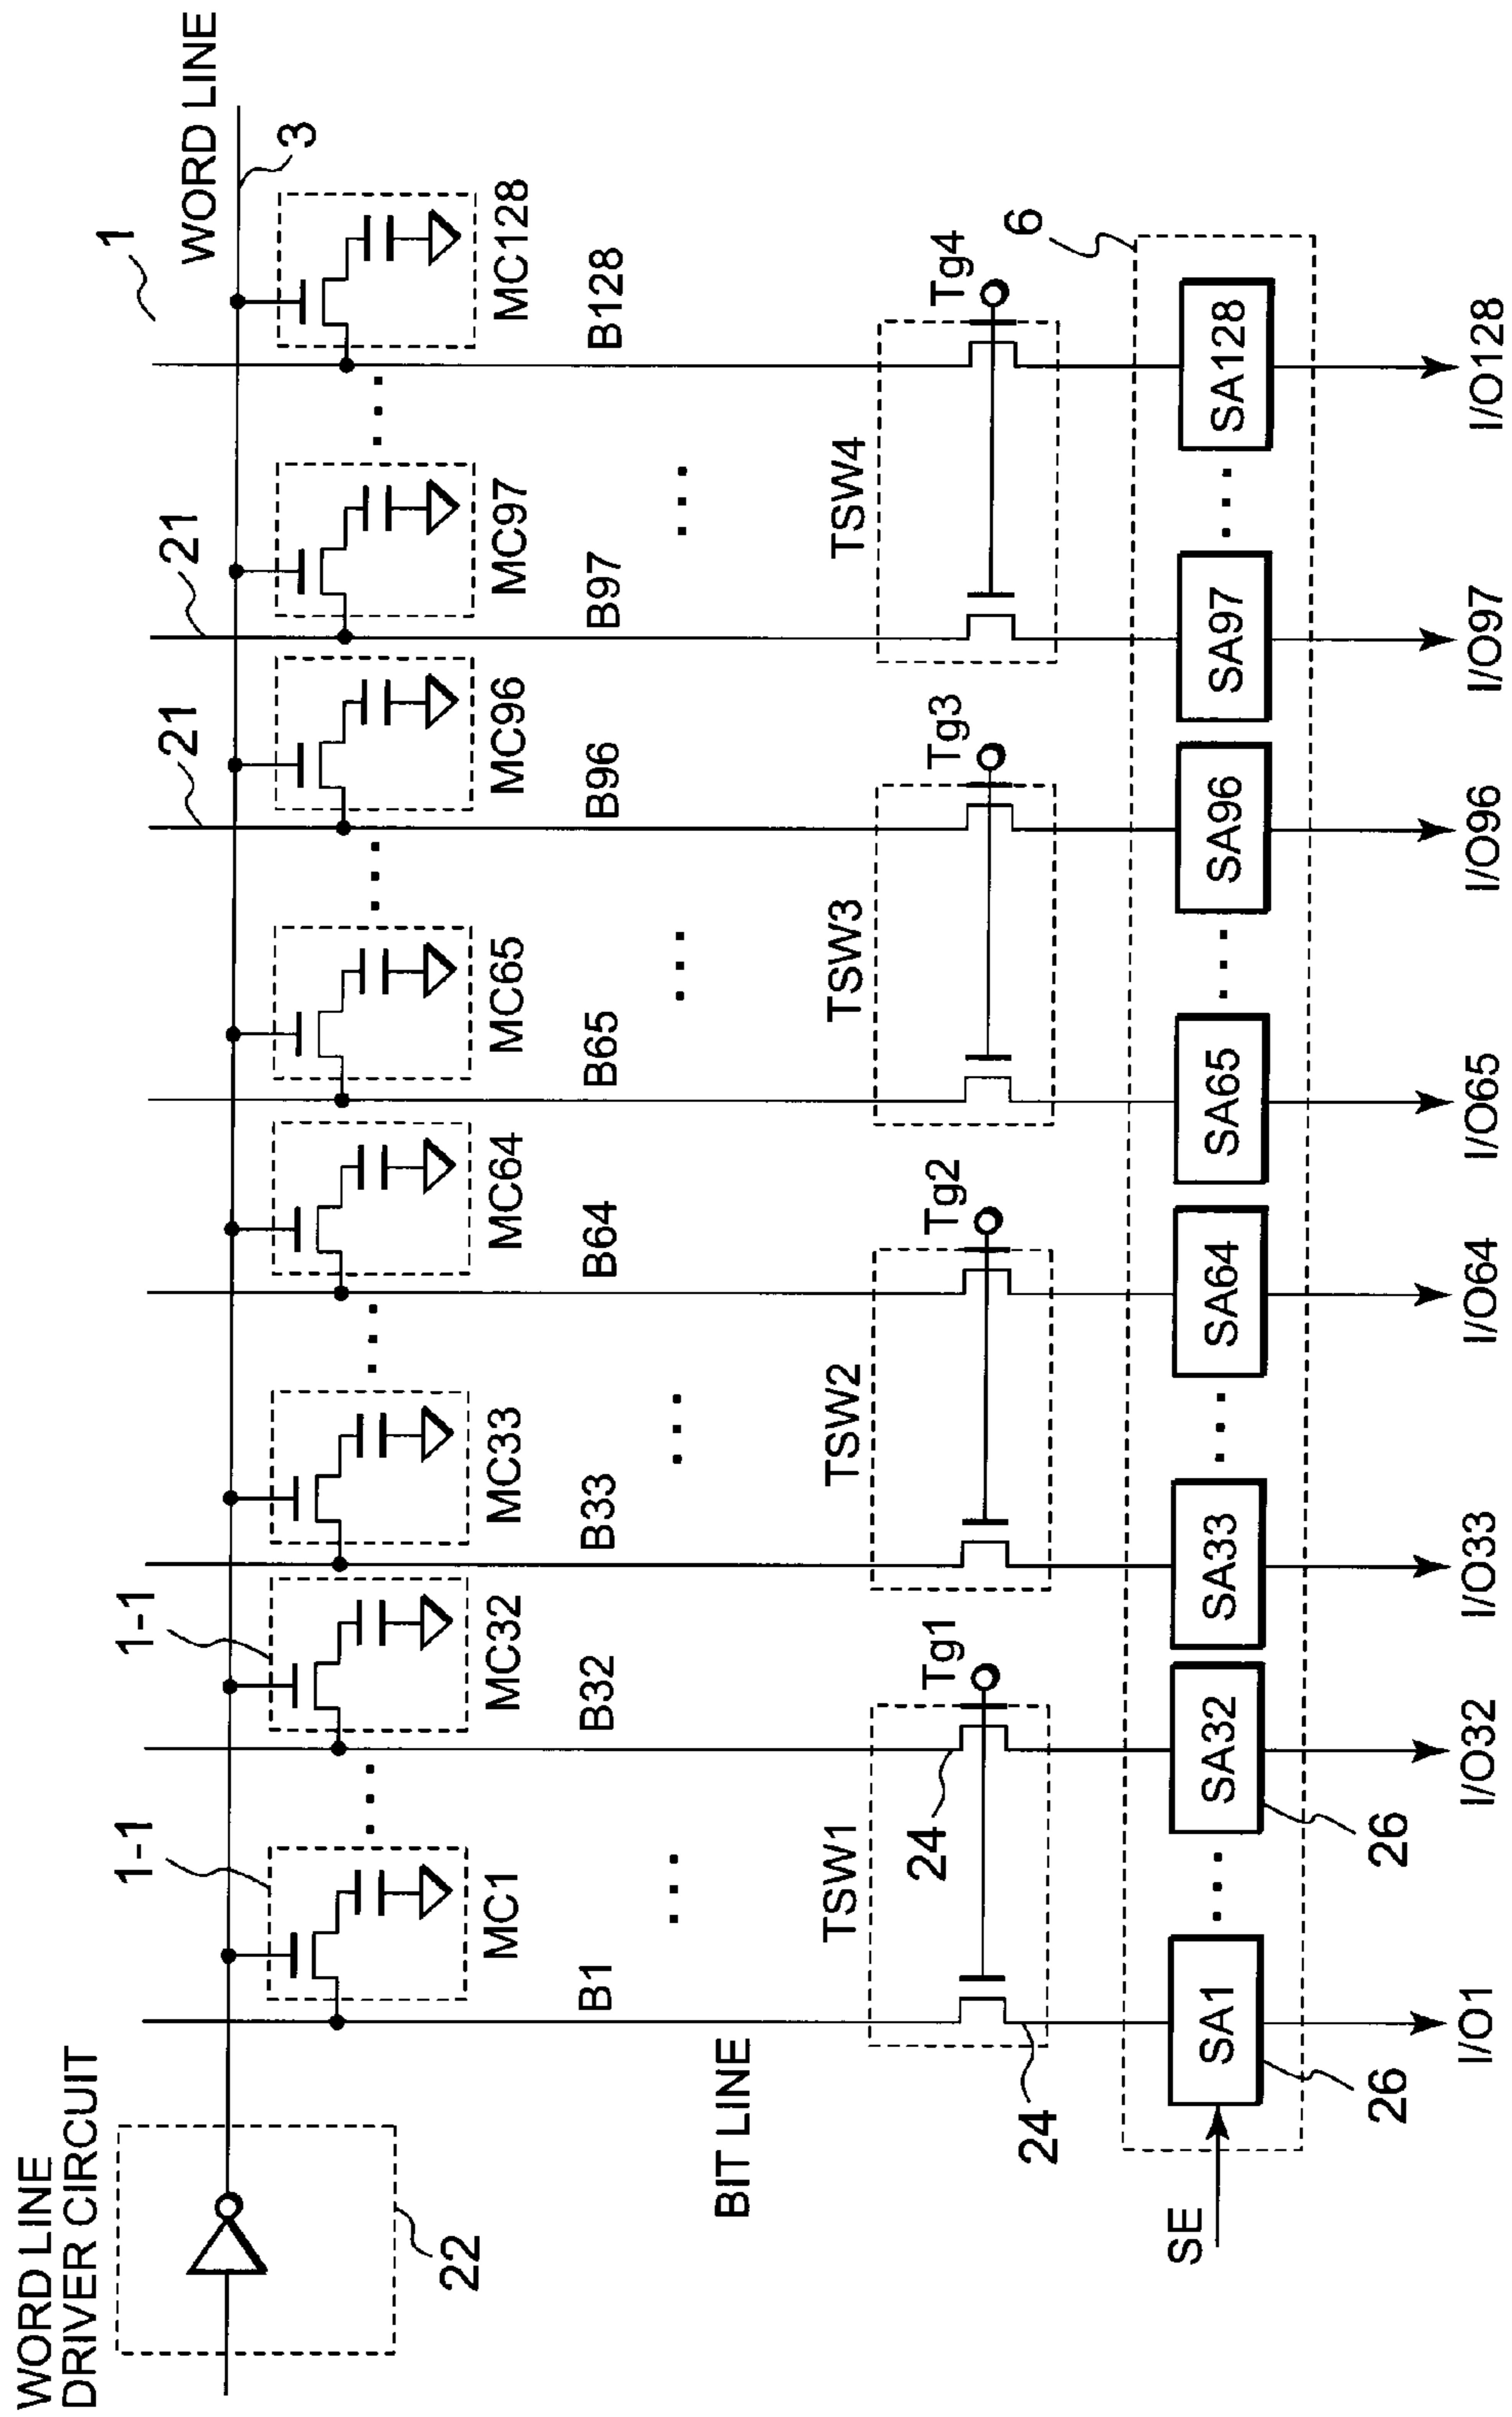 WORD LINE
DRIVER CIRCUIT
22
1
WORD LINE
3
1-1
1-1
21
21
MC1
MC32
MC33
MC64
MC65
MC96
MC97
MC128
BIT LINE
B1
B32
B33
B64
B65
B96
B97
B128
TSW1
TSW2
TSW3
TSW4
24
24
Tg1
Tg2
Tg3
Tg4
6
SE
SA1
SA32
SA33
SA64
SA65
SA96
SA97
SA128
26
26
I/O1
I/O32
I/O33
I/O64
I/O65
I/O96
I/O97
I/O128